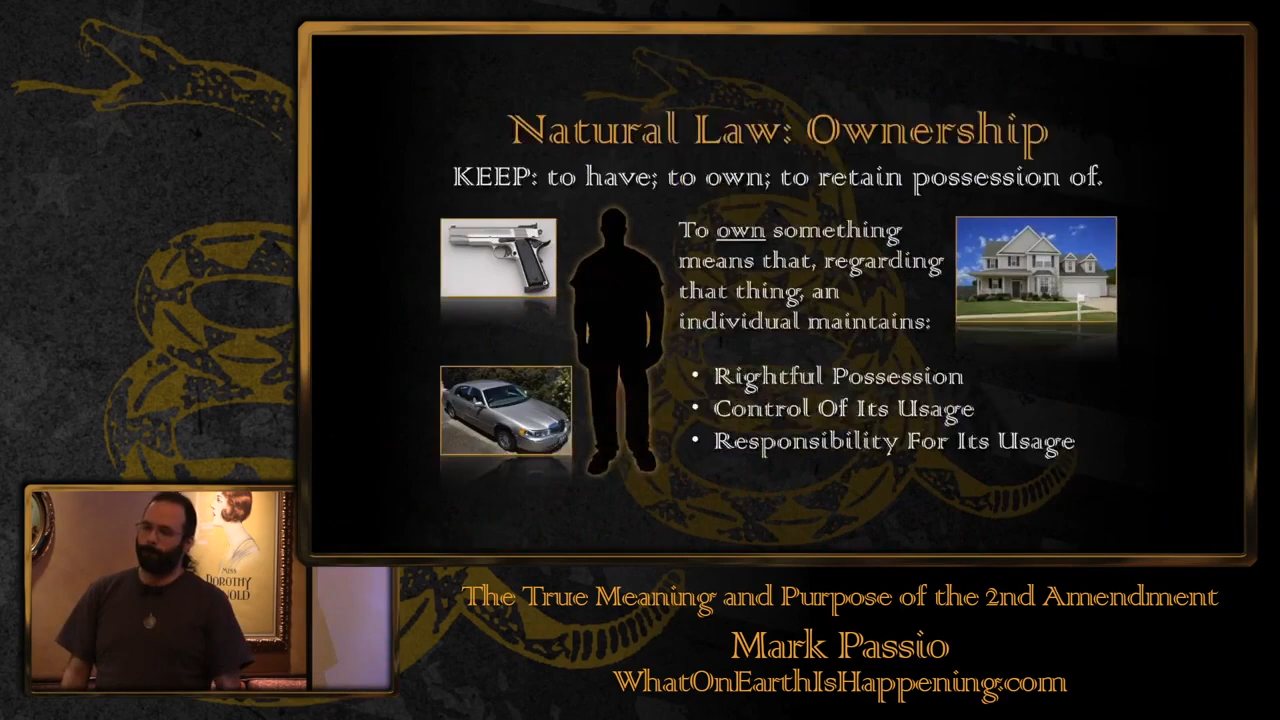 Natural Law: Ownership
KEEP: to have; to own; to retain possession of.
To own something
means that, regarding
that thing, an
individual maintains:
• Rightful Possession
• Control Of Its Usage
• Responsibility For Its Usage
MISS
DOROTHY
The True Meaning and Purpose of the 2nd Amendment
Mark Passio
WhatOnEarthIsHappening.com